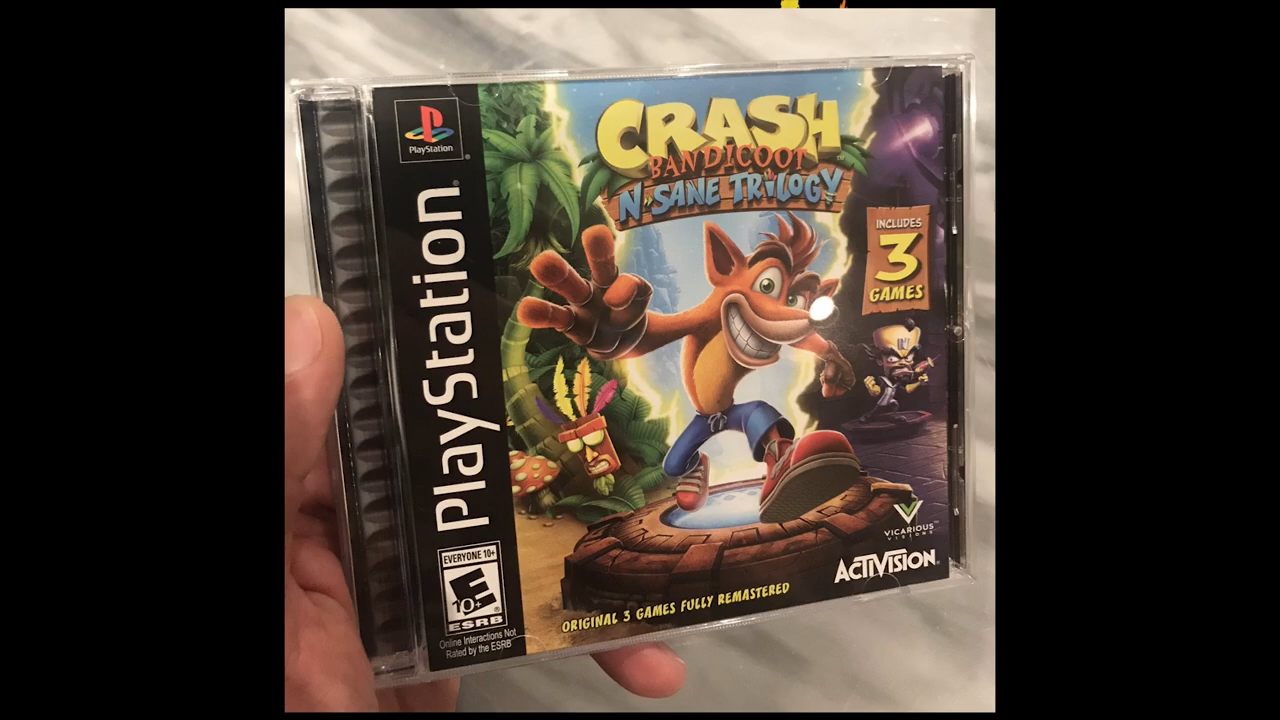 PlayStation
PlayStation
CRASH
BANDICOOT
N. SANE TRILOGY
INCLUDES
3
GAMES
VICARIOUS
VISIONS
ACTIVISION
ORIGINAL 3 GAMES FULLY REMASTERED
EVERYONE 10+
E
10+
ESRB
Online Interactions Not
Rated by the ESRB